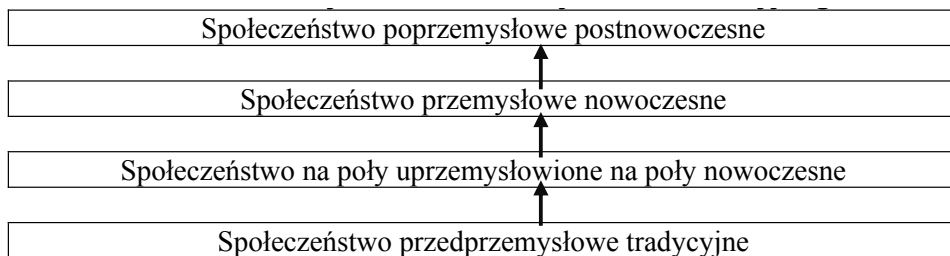 Społeczeństwo poprzemysłowe postnowoczesne
Społeczeństwo przemysłowe nowoczesne
Społeczeństwo na poły uprzemysłowione na poły nowoczesne
Społeczeństwo przedprzemysłowe tradycyjne